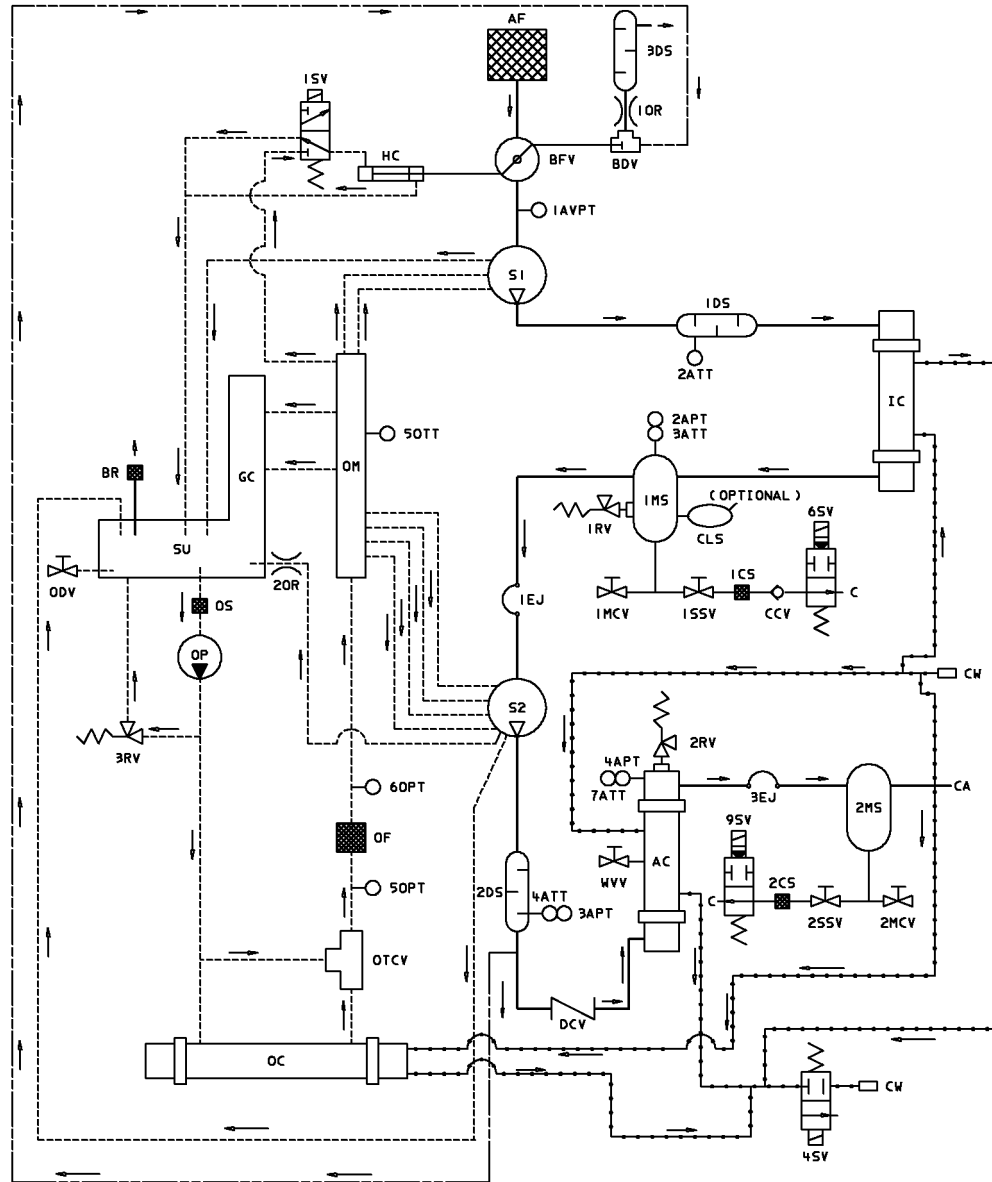 AF
3DS
1SV
1OR
HC
BFV
BDV
1AVPT
S1
1DS
2ATT
IC
2APT
3ATT
5OTT
OM
GC
BR
1MS
(OPTIONAL)
1RV
CLS
6SV
SU
ODV
2OR
1CS
C
OS
1MCV
1SSV
CCV
1EJ
OP
CW
S2
2RV
3RV
4APT
7ATT
3EJ
2MS
CA
6OPT
9SV
OF
AC
WVV
2CS
C
5OPT
2DS
4ATT
3APT
2SSV
2MCV
OTCV
DCV
OC
CW
4SV